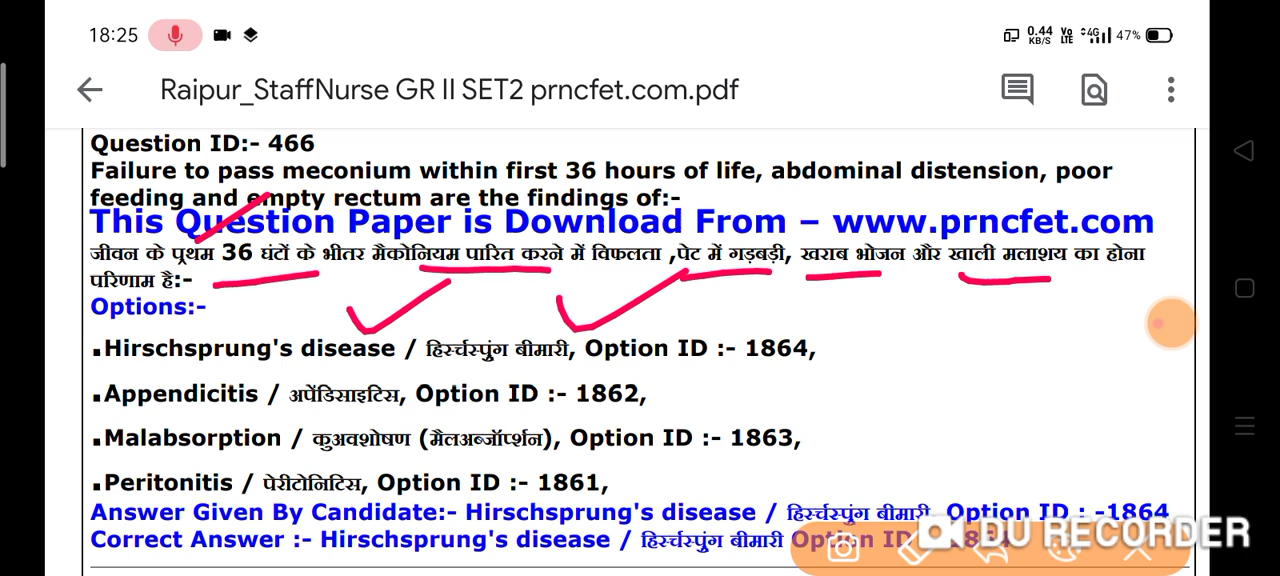 18:25
0.44 KB/S Vo LTE 4G 47%
Raipur_StaffNurse GR II SET2 prncfet.com.pdf
Question ID:- 466
Failure to pass meconium within first 36 hours of life, abdominal distension, poor
feeding and empty rectum are the findings of:-
This Question Paper is Download From – www.prncfet.com
जीवन के प्रथम 36 घंटों के भीतर मैकोनियम पारित करने में विफलता ,पेट में गड़बड़ी, खराब भोजन और खाली मलाशय का होना
परिणाम है:-
Options:-
▪Hirschsprung's disease / हिर्स्चस्पुंग बीमारी, Option ID :- 1864,
▪Appendicitis / अपेंडिसाइटिस, Option ID :- 1862,
▪Malabsorption / कुअवशोषण (मैलअब्जॉर्प्शन), Option ID :- 1863,
▪Peritonitis / पेरीटोनिटिस, Option ID :- 1861,
Answer Given By Candidate:- Hirschsprung's disease / हिर्स्चस्पुंग बीमारी, Option ID : -1864
Correct Answer :- Hirschsprung's disease / हिर्स्चस्पुंग बीमारी Option ID
DU RECORDER